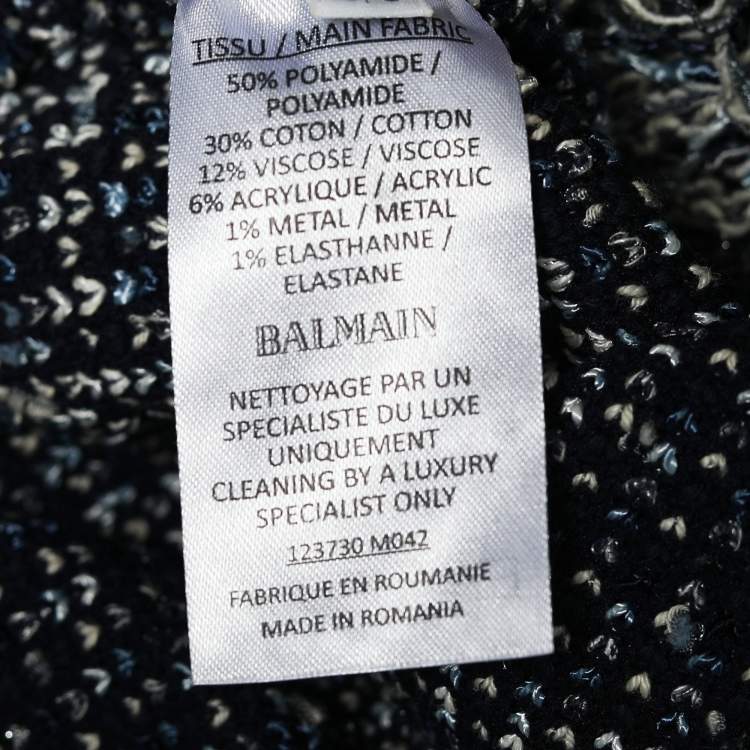 TISSU / MAIN FABRIC
50% POLYAMIDE /
POLYAMIDE
30% COTON / COTTON
12% VISCOSE / VISCOSE
6% ACRYLIQUE / ACRYLIC
1% METAL / METAL
1% ELASTHANNE /
ELASTANE
BALMAIN
NETTOYAGE PAR UN
SPECIALISTE DU LUXE
UNIQUEMENT
CLEANING BY A LUXURY
SPECIALIST ONLY
123730 M042
FABRIQUE EN ROUMANIE
MADE IN ROMANIA